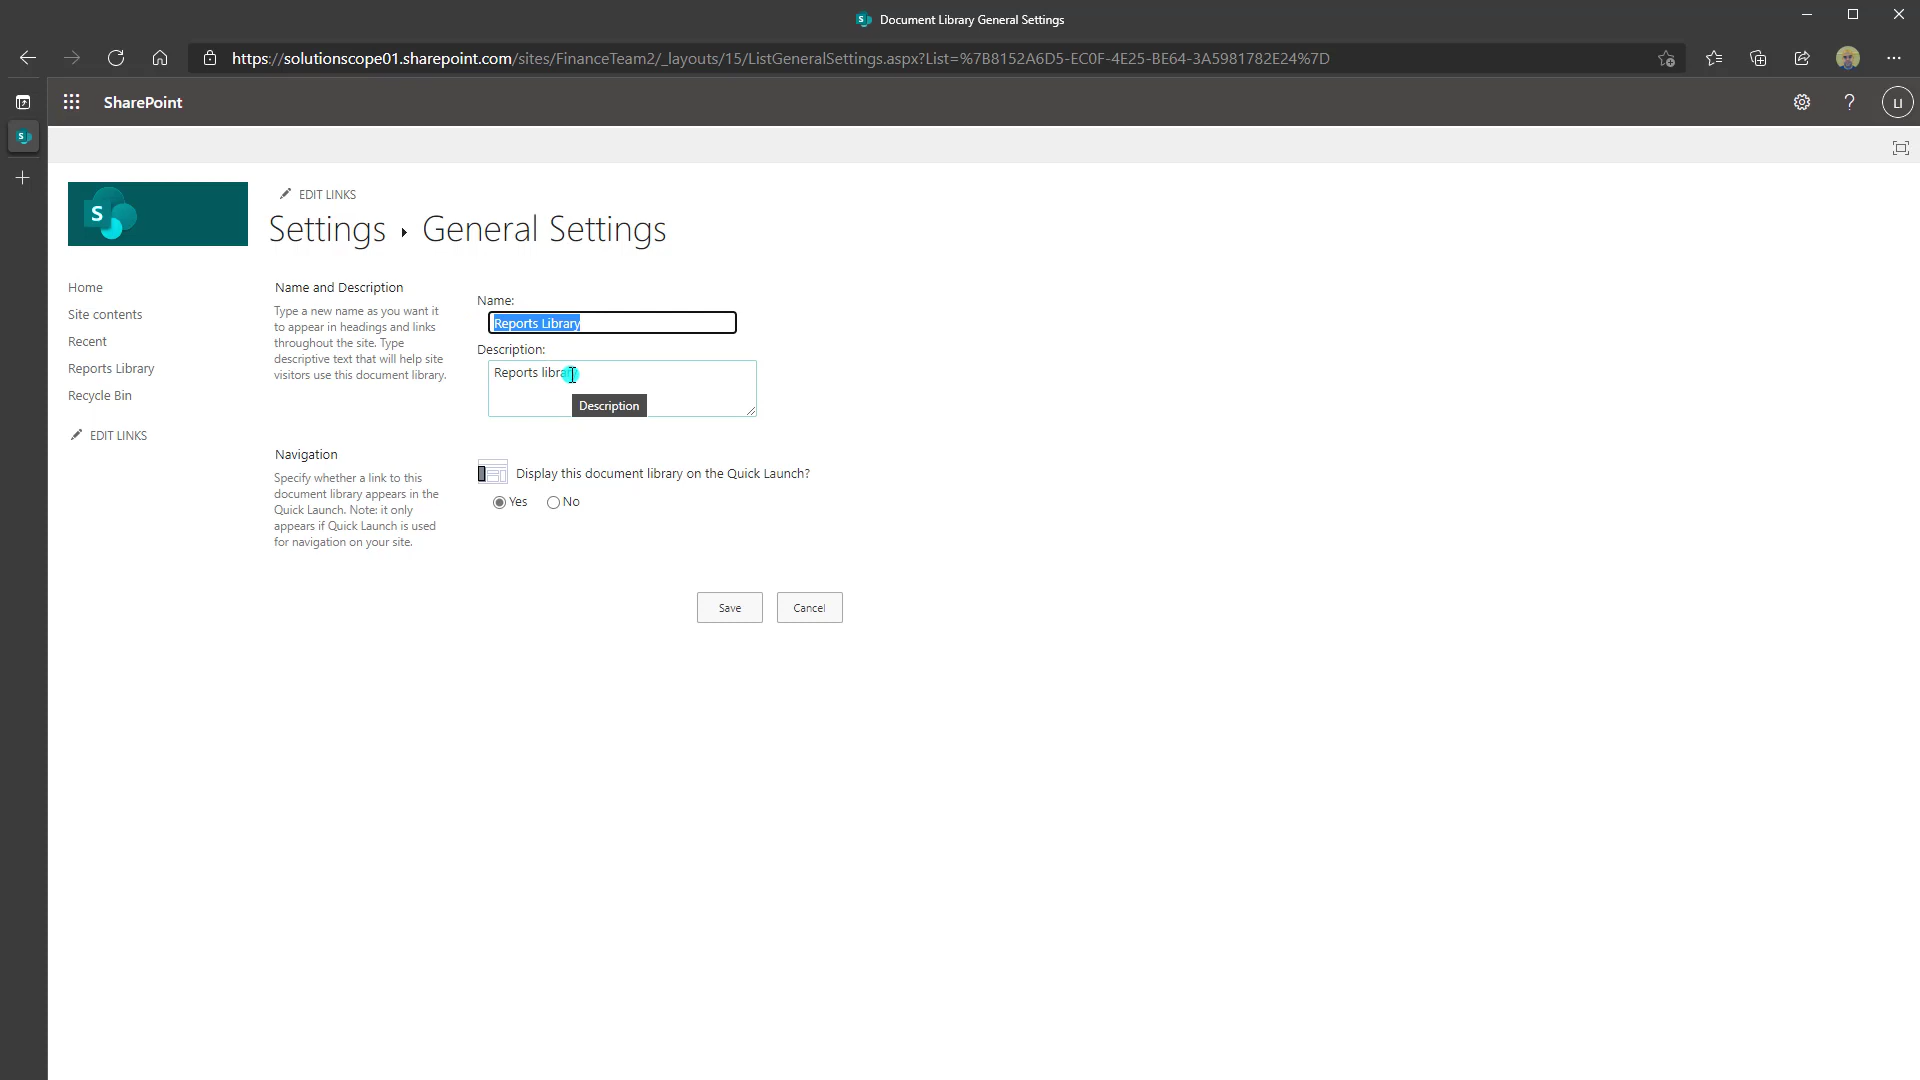 Document Library General Settings
https://solutionscope01.sharepoint.com/sites/FinanceTeam2/_layouts/15/ListGeneralSettings.aspx?List=%7B8152A6D5-EC0F-4E25-BE64-3A5981782E24%7D
SharePoint
?
U
S
EDIT LINKS
Settings ▸ General Settings
Home
Site contents
Recent
Reports Library
Recycle Bin
EDIT LINKS
Name and Description
Type a new name as you want it
to appear in headings and links
throughout the site. Type
descriptive text that will help site
visitors use this document library.
Name:
Reports Library
Description:
Reports library
Description
Navigation
Specify whether a link to this
document library appears in the
Quick Launch. Note: it only
appears if Quick Launch is used
for navigation on your site.
Display this document library on the Quick Launch?
Yes No
Save Cancel